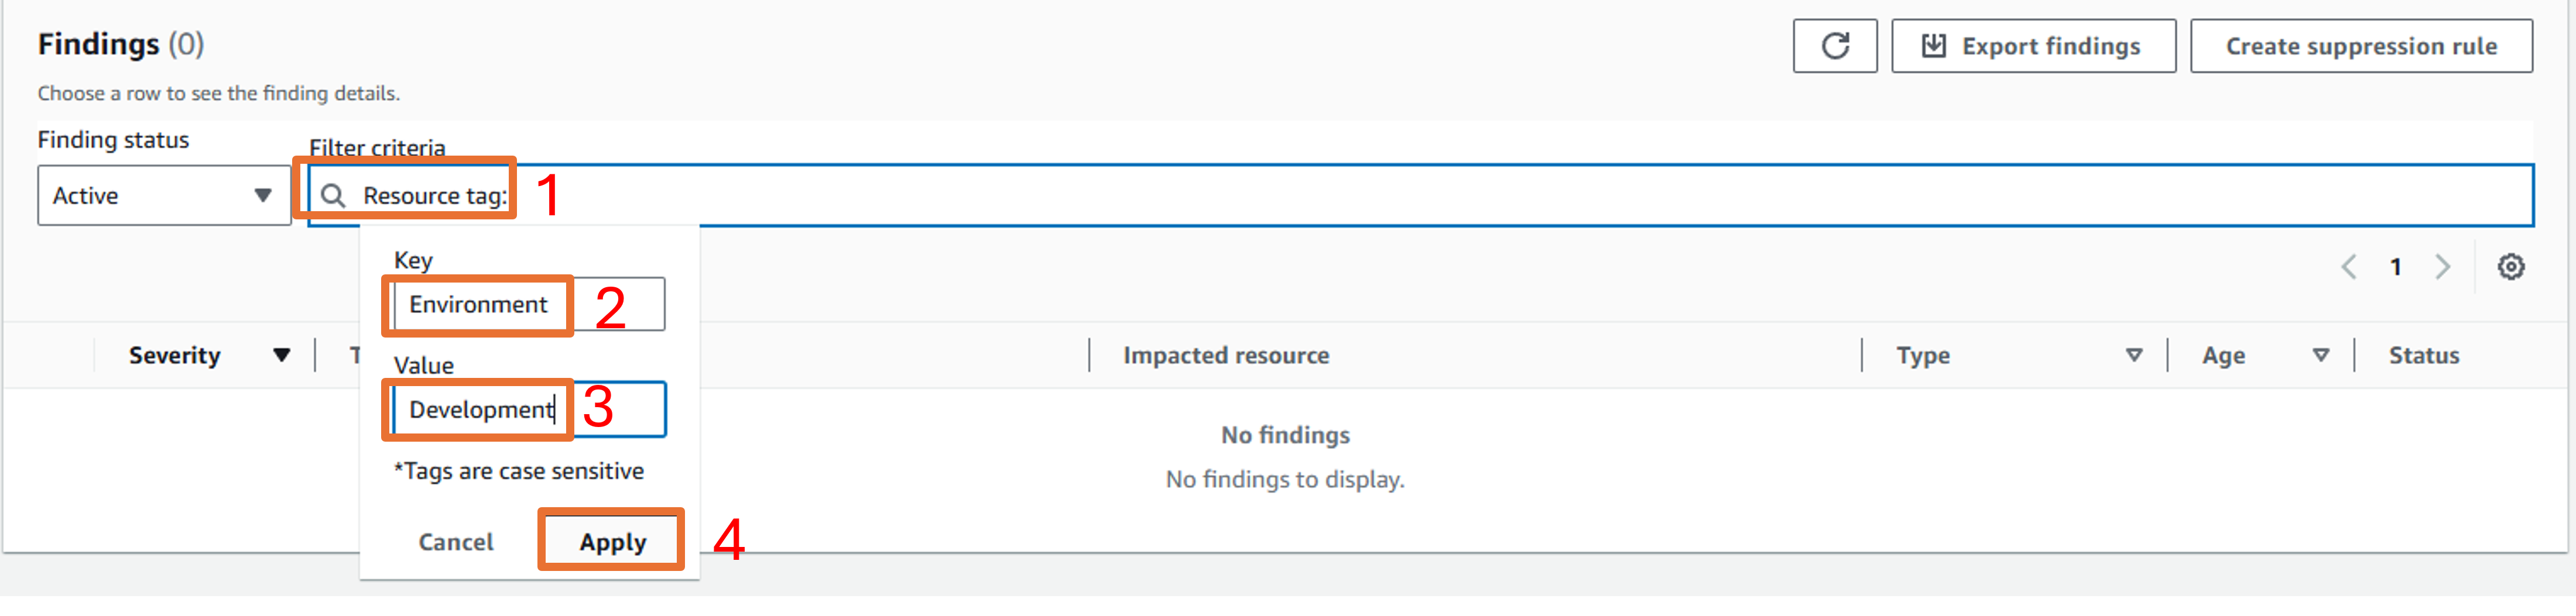 Findings (0)
Export findings
Create suppression rule
Choose a row to see the finding details.
Finding status
Filter criteria
Active
Resource tag:
1
Key
Environment
2
1
Severity
T
Impacted resource
Type
Age
Status
Value
Development
3
No findings
*Tags are case sensitive
No findings to display.
Cancel
Apply
4